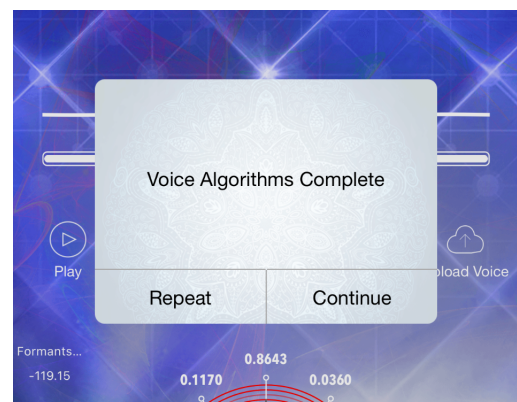 Voice Algorithms Complete
Play
pload Voice
Repeat
Continue
Formants...
-119.15
0.8643
0.1170
0.0360